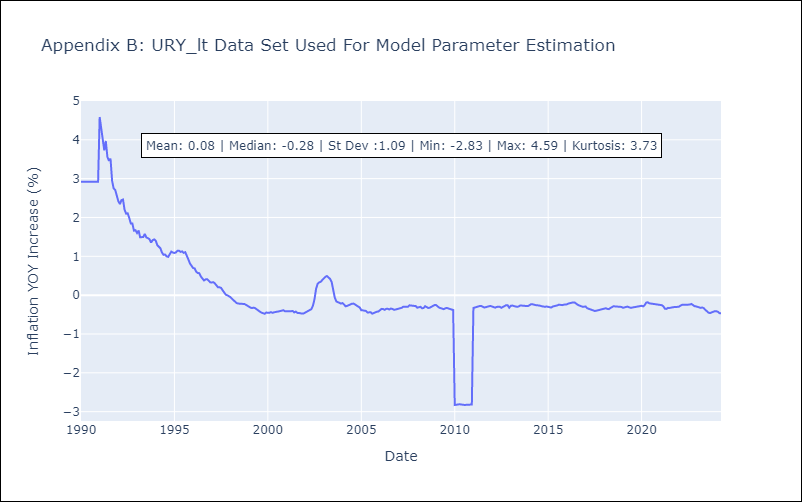 Appendix B: URY_lt Data Set Used For Model Parameter Estimation
5
Mean: 0.08 | Median: -0.28 | St Dev :1.09 | Min: -2.83 | Max: 4.59 | Kurtosis: 3.73
4
3
2
1
0
−1
−2
−3
Inflation YOY Increase (%)
1990 1995 2000 2005 2010 2015 2020
Date